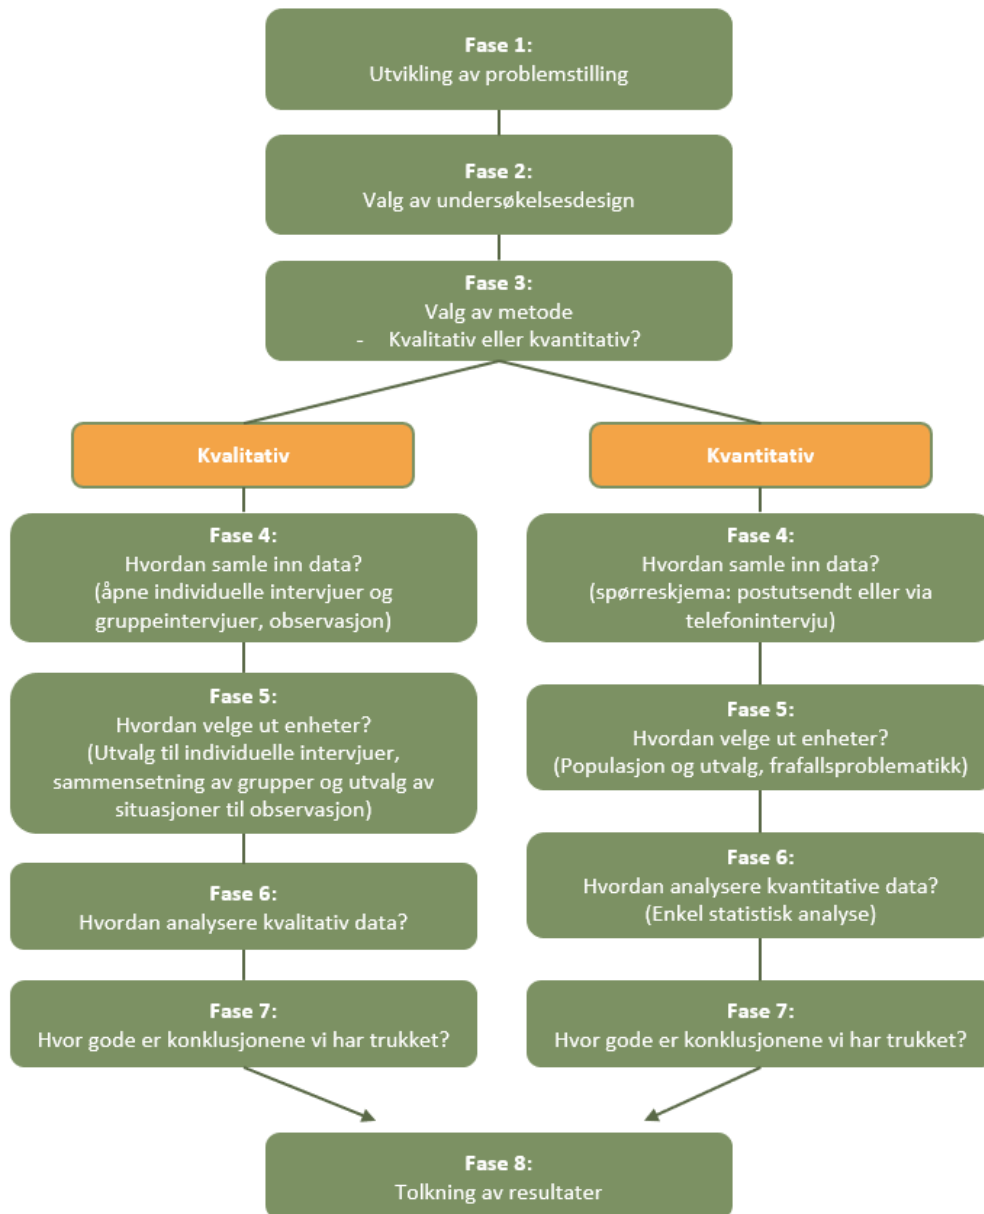 Fase 1:
Utvikling av problemstilling
Fase 2:
Valg av undersøkelsesdesign
Fase 3:
Valg av metode
- Kvalitativ eller kvantitativ?
Kvalitativ
Fase 4:
Hvordan samle inn data?
(åpne individuelle intervjuer og
gruppeintervjuer, observasjon)
Fase 5:
Hvordan velge ut enheter?
(Utvalg til individuelle intervjuer,
sammensetning av grupper og utvalg av
situasjoner til observasjon)
Fase 6:
Hvordan analysere kvalitativ data?
Fase 7:
Hvor gode er konklusjonene vi har trukket?
Kvantitativ
Fase 4:
Hvordan samle inn data?
(spørreskjema: postutsendt eller via
telefonintervju)
Fase 5:
Hvordan velge ut enheter?
(Populasjon og utvalg, frafallsproblematikk)
Fase 6:
Hvordan analysere kvantitative data?
(Enkel statistisk analyse)
Fase 7:
Hvor gode er konklusjonene vi har trukket?
Fase 8:
Tolkning av resultater